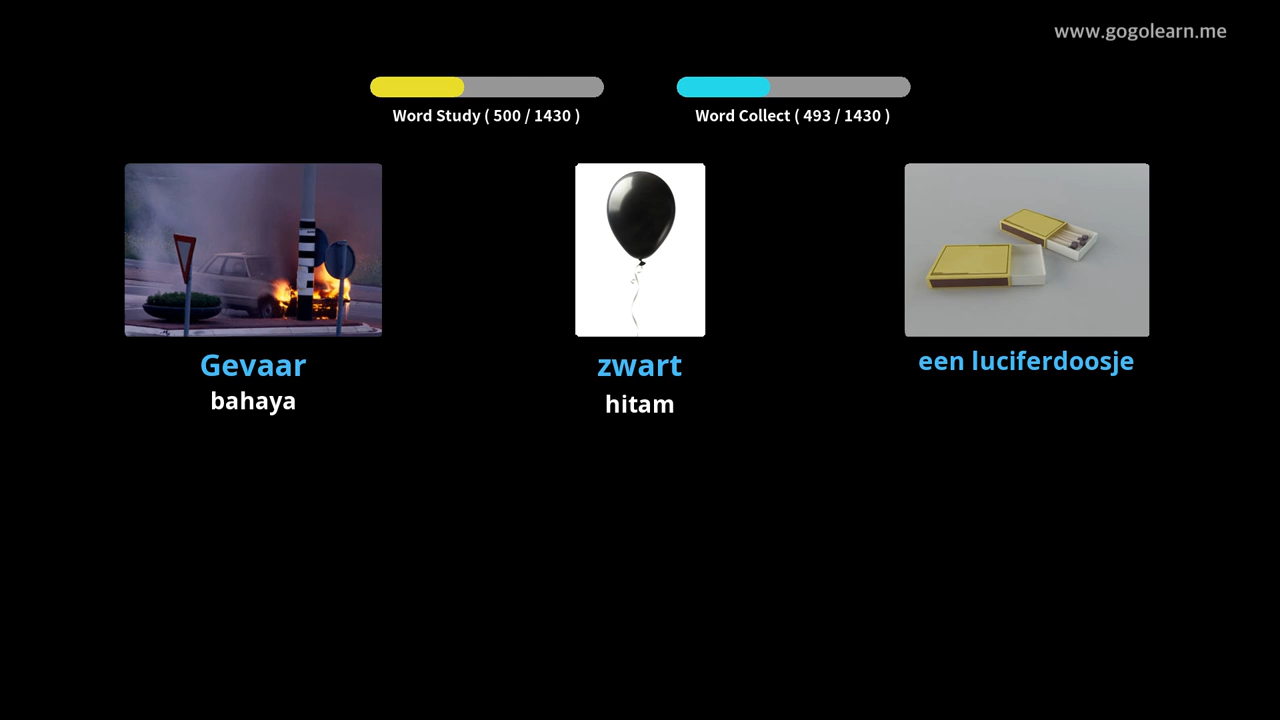 www.gogolearn.me
Word Study ( 500 / 1430 )
Word Collect ( 493 / 1430 )
Gevaar
bahaya
zwart
hitam
een luciferdoosje